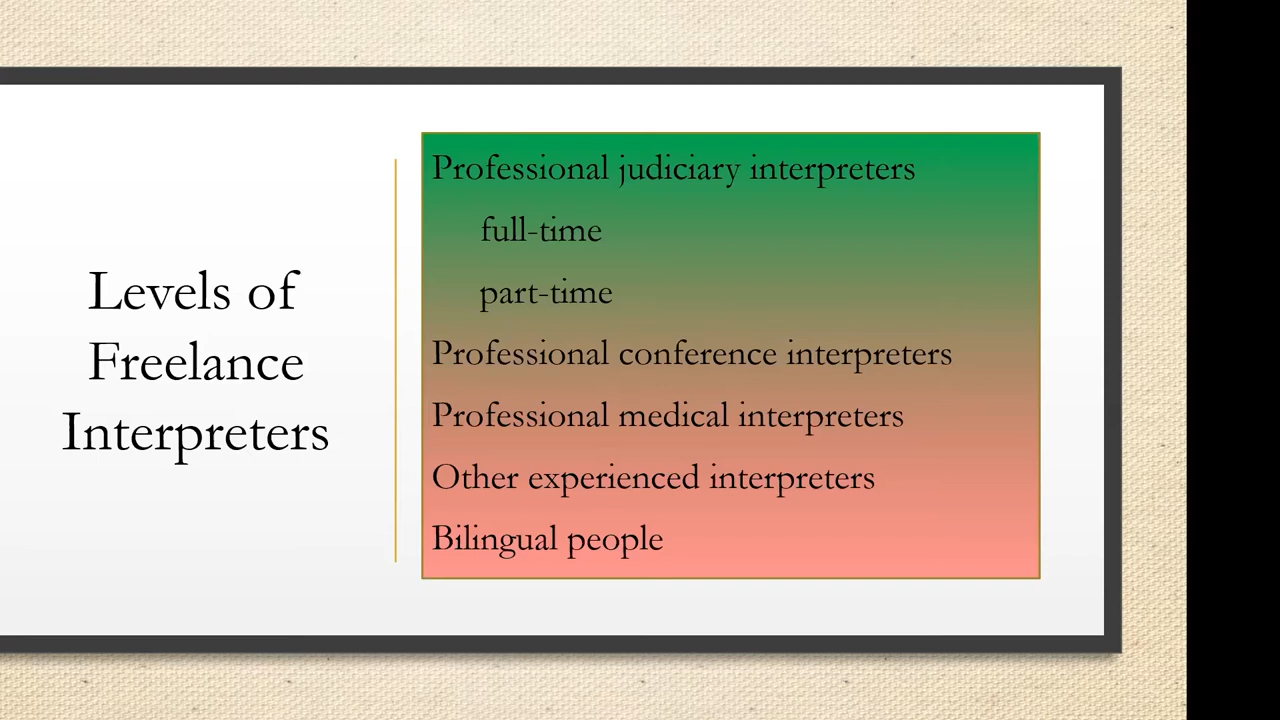 Levels of
Freelance
Interpreters
Professional judiciary interpreters
full-time
part-time
Professional conference interpreters
Professional medical interpreters
Other experienced interpreters
Bilingual people